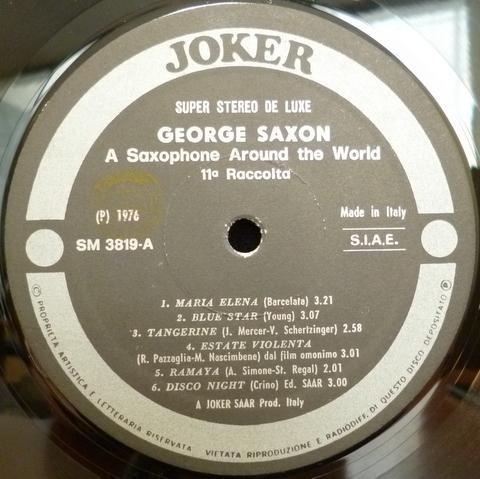 JOKER
SUPER STEREO DE LUXE
GEORGE SAXON
A Saxophone Around the World
11ª Raccolta
(P) 1976
Made in Italy
SM 3819-A
S.I.A.E.
1. MARIA ELENA (Barcelata) 3.21
2. BLUE STAR (Young) 3.07
3. TANGERINE (J. Mercer-V. Schertzinger) 2.58
4. ESTATE VIOLENTA
(R. Pazzaglia-M. Nascimbene) dal film omonimo 3.01
5. RAMAYA (A. Simone-St. Regal) 2.01
6. DISCO NIGHT (Crino) Ed. SAAR 3.00
A JOKER SAAR Prod. Italy
© PROPRIETA ARTISTICA E LETTERARIA RISERVATA VIETATA RIPRODUZIONE E RADIODIFF. DI QUESTO DISCO DEPOSITATO ℗